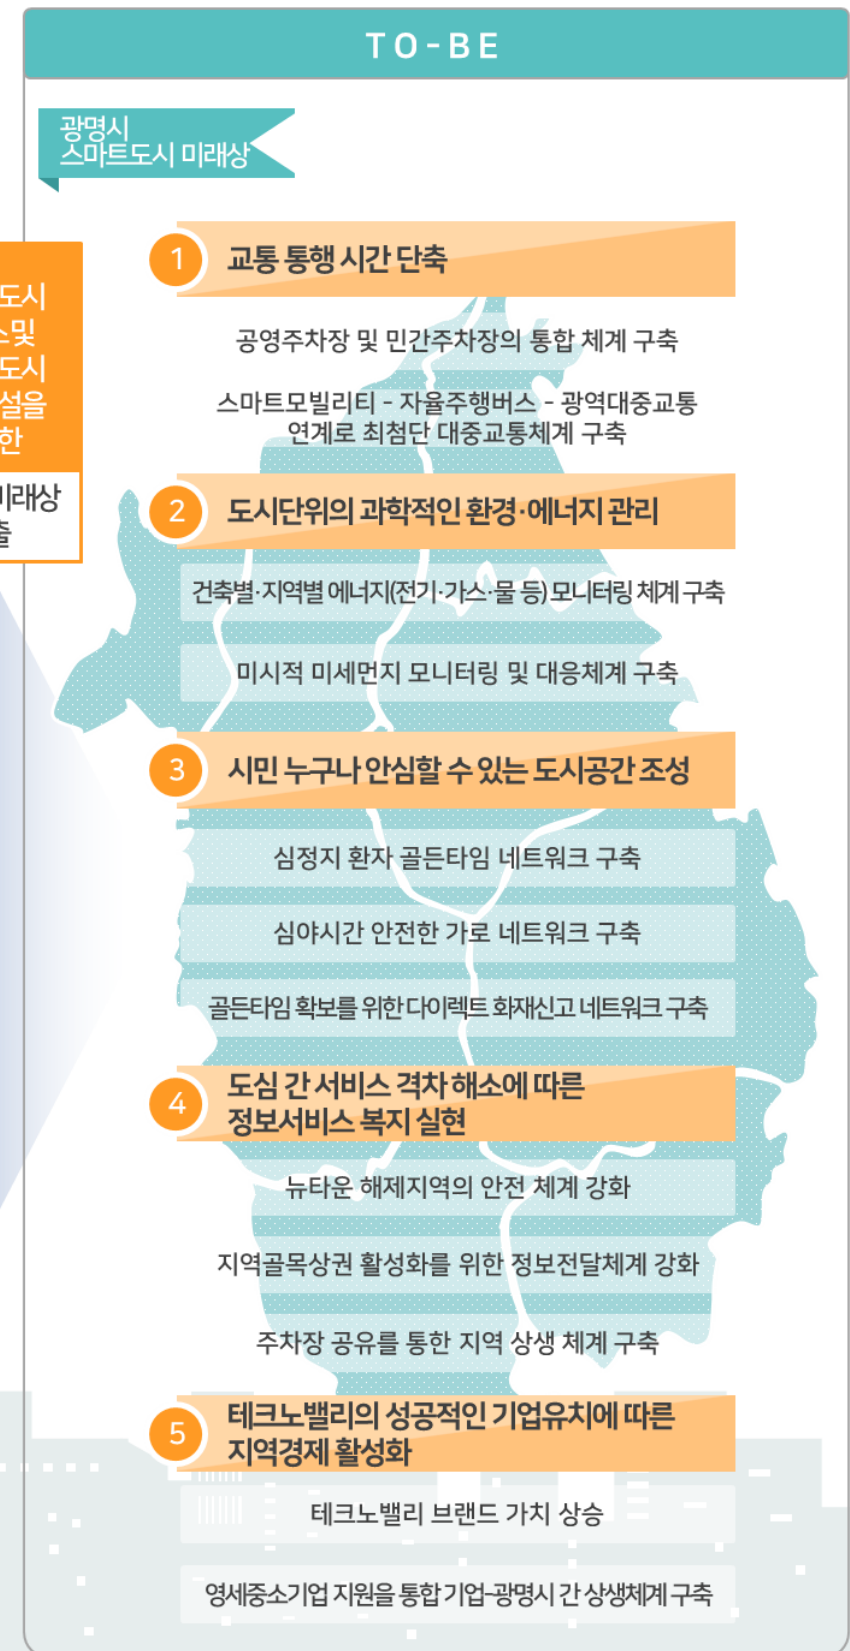 TO-BE
광명시
스마트도시 미래상
도시
및
도시
설을
한
미래상
출
1 교통 통행 시간 단축
공영주차장 및 민간주차장의 통합 체계 구축
스마트모빌리티 - 자율주행버스 - 광역대중교통
연계로 최첨단 대중교통체계 구축
2 도시단위의 과학적인 환경·에너지 관리
건축별·지역별 에너지(전기·가스·물 등) 모니터링 체계 구축
미시적 미세먼지 모니터링 및 대응체계 구축
3 시민 누구나 안심할 수 있는 도시공간 조성
심정지 환자 골든타임 네트워크 구축
심야시간 안전한 가로 네트워크 구축
골든타임 확보를 위한 다이렉트 화재신고 네트워크 구축
4 도심 간 서비스 격차 해소에 따른
정보서비스 복지 실현
뉴타운 해제지역의 안전 체계 강화
지역골목상권 활성화를 위한 정보전달체계 강화
주차장 공유를 통한 지역 상생 체계 구축
5 테크노밸리의 성공적인 기업유치에 따른
지역경제 활성화
테크노밸리 브랜드 가치 상승
영세중소기업 지원을 통합 기업-광명시 간 상생체계 구축